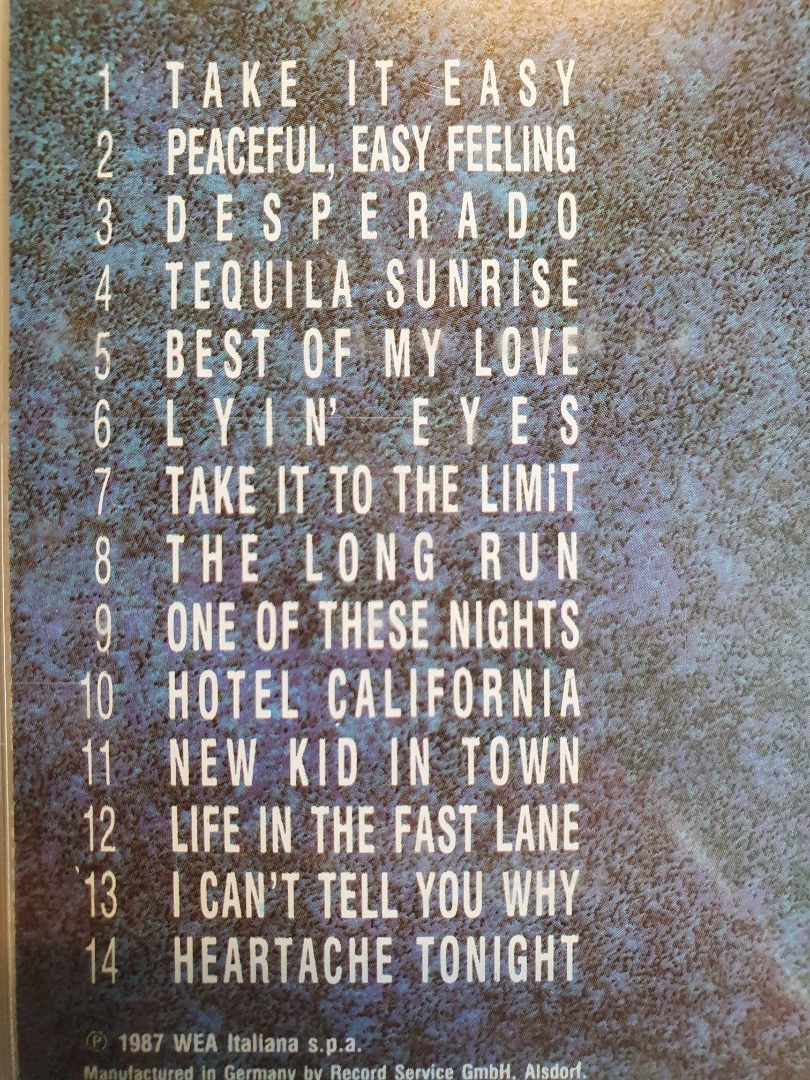 1 TAKE IT EASY
2 PEACEFUL, EASY FEELING
3 DESPERADO
4 TEQUILA SUNRISE
5 BEST OF MY LOVE
6 LYIN' EYES
7 TAKE IT TO THE LIMiT
8 THE LONG RUN
9 ONE OF THESE NIGHTS
10 HOTEL CALIFORNIA
11 NEW KID IN TOWN
12 LIFE IN THE FAST LANE
13 I CAN'T TELL YOU WHY
14 HEARTACHE TONIGHT
℗ 1987 WEA Italiana s.p.a.
Manufactured in Germany by Record Service GmbH, Alsdorf.